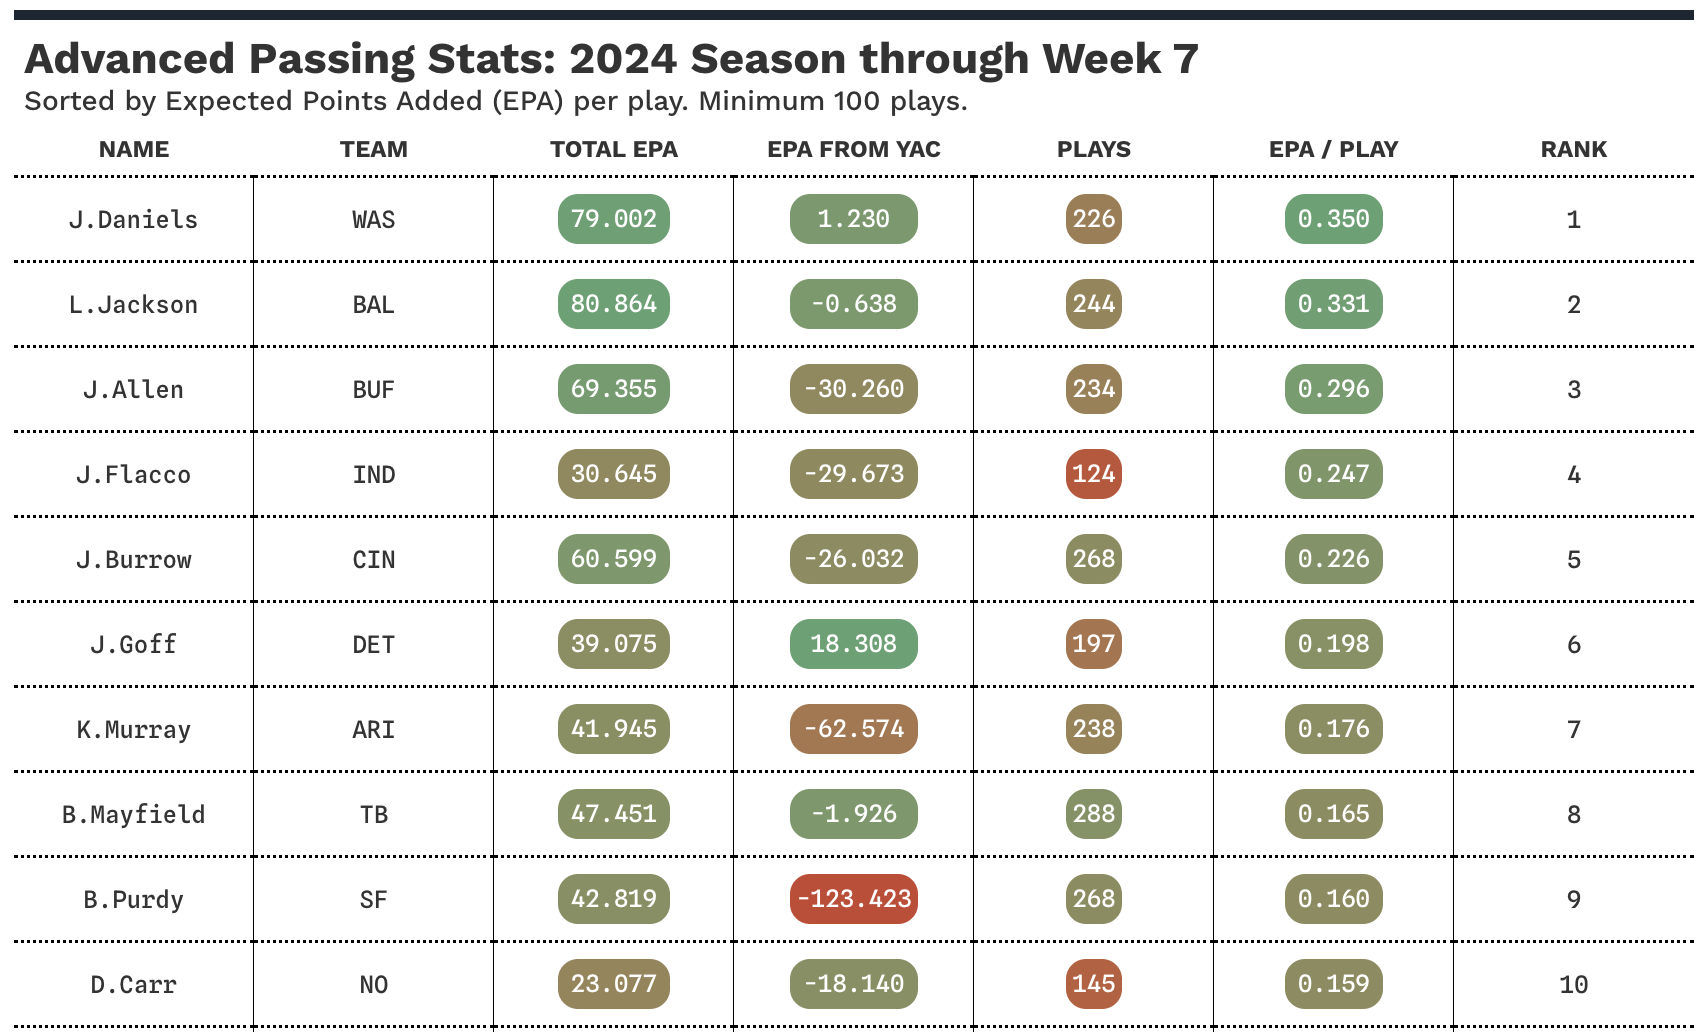 Advanced Passing Stats: 2024 Season through Week 7
Sorted by Expected Points Added (EPA) per play. Minimum 100 plays.
NAME TEAM TOTAL EPA EPA FROM YAC PLAYS EPA / PLAY RANK
J.Daniels WAS 79.002 1.230 226 0.350 1
L.Jackson BAL 80.864 -0.638 244 0.331 2
J.Allen BUF 69.355 -30.260 234 0.296 3
J.Flacco IND 30.645 -29.673 124 0.247 4
J.Burrow CIN 60.599 -26.032 268 0.226 5
J.Goff DET 39.075 18.308 197 0.198 6
K.Murray ARI 41.945 -62.574 238 0.176 7
B.Mayfield TB 47.451 -1.926 288 0.165 8
B.Purdy SF 42.819 -123.423 268 0.160 9
D.Carr NO 23.077 -18.140 145 0.159 10